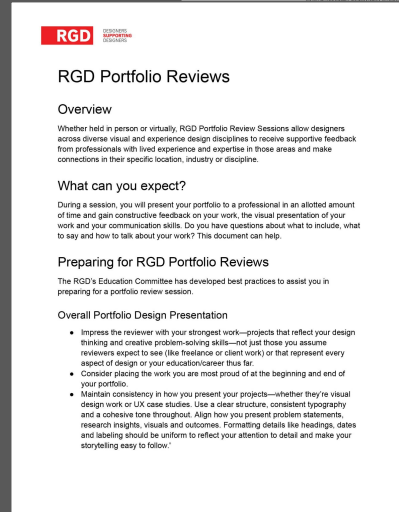 RGD
DESIGNERS
SUPPORTING
DESIGNERS
RGD Portfolio Reviews
Overview
Whether held in person or virtually, RGD Portfolio Review Sessions allow designers
across diverse visual and experience design disciplines to receive supportive feedback
from professionals with lived experience and expertise in those areas and make
connections in their specific location, industry or discipline.
What can you expect?
During a session, you will present your portfolio to a professional in an allotted amount
of time and gain constructive feedback on your work, the visual presentation of your
work and your communication skills. Do you have questions about what to include, what
to say and how to talk about your work? This document can help.
Preparing for RGD Portfolio Reviews
The RGD's Education Committee has developed best practices to assist you in
preparing for a portfolio review session.
Overall Portfolio Design Presentation
● Impress the reviewer with your strongest work—projects that reflect your design
thinking and creative problem-solving skills—not just those you assume
reviewers expect to see (like freelance or client work) or that represent every
aspect of design or your education/career thus far.
● Consider placing the work you are most proud of at the beginning and end of
your portfolio.
● Maintain consistency in how you present your projects—whether they're visual
design work or UX case studies. Use a clear structure, consistent typography
and a cohesive tone throughout. Align how you present problem statements,
research insights, visuals and outcomes. Formatting details like headings, dates
and labeling should be uniform to reflect your attention to detail and make your
storytelling easy to follow.'